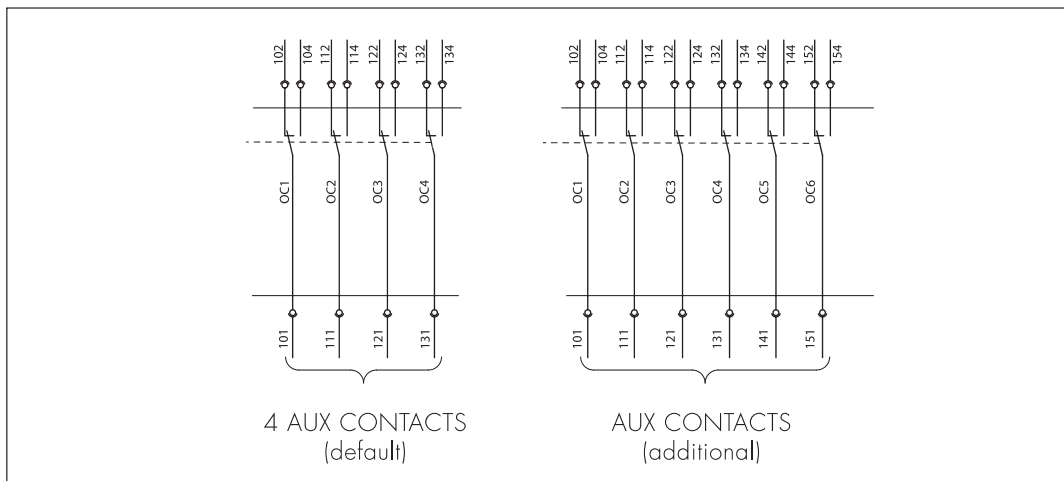 102 104 112 114 122 124 132 134
102 104 112 114 122 124 132 134 142 144 152 154
OC1 OC2 OC3 OC4
OC1 OC2 OC3 OC4 OC5 OC6
101 111 121 131
101 111 121 131 141 151
4 AUX CONTACTS
(default)
AUX CONTACTS
(additional)